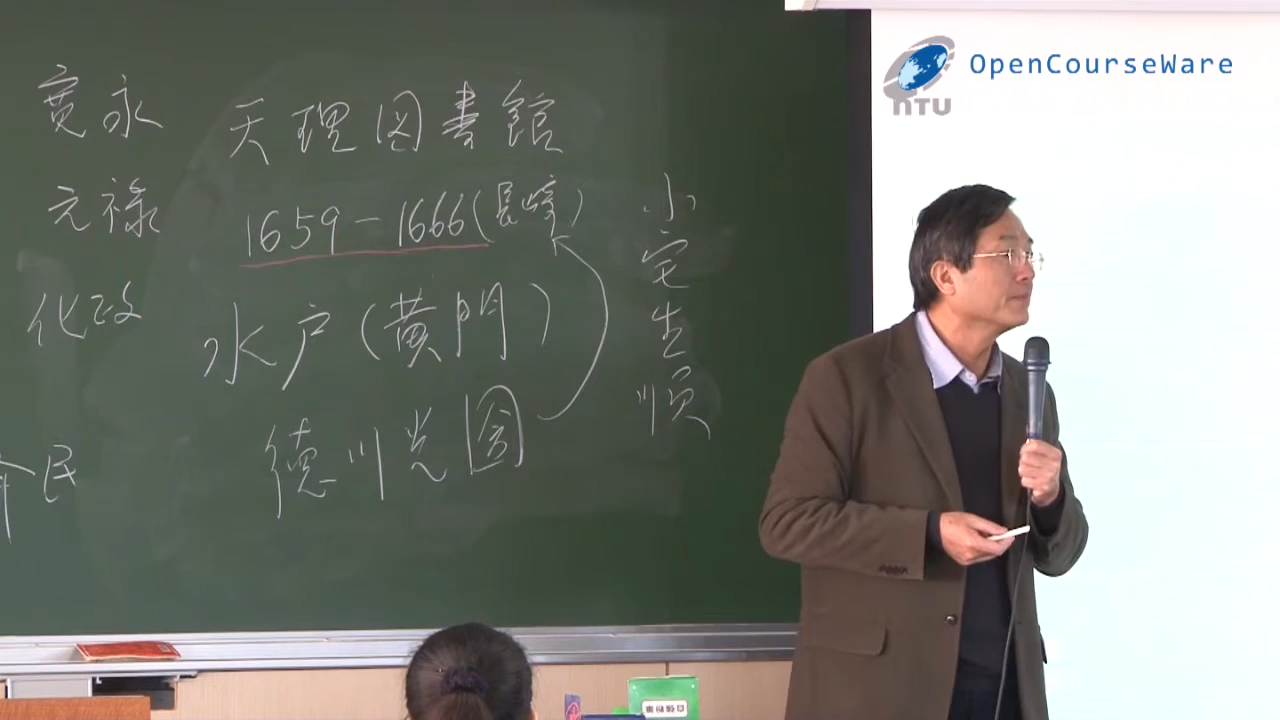 寛永
元禄
化政
民
天理図書館
1659-1666(長崎)
水戸(黄門)
徳川光圀
小宅生順
OpenCourseWare
NTU